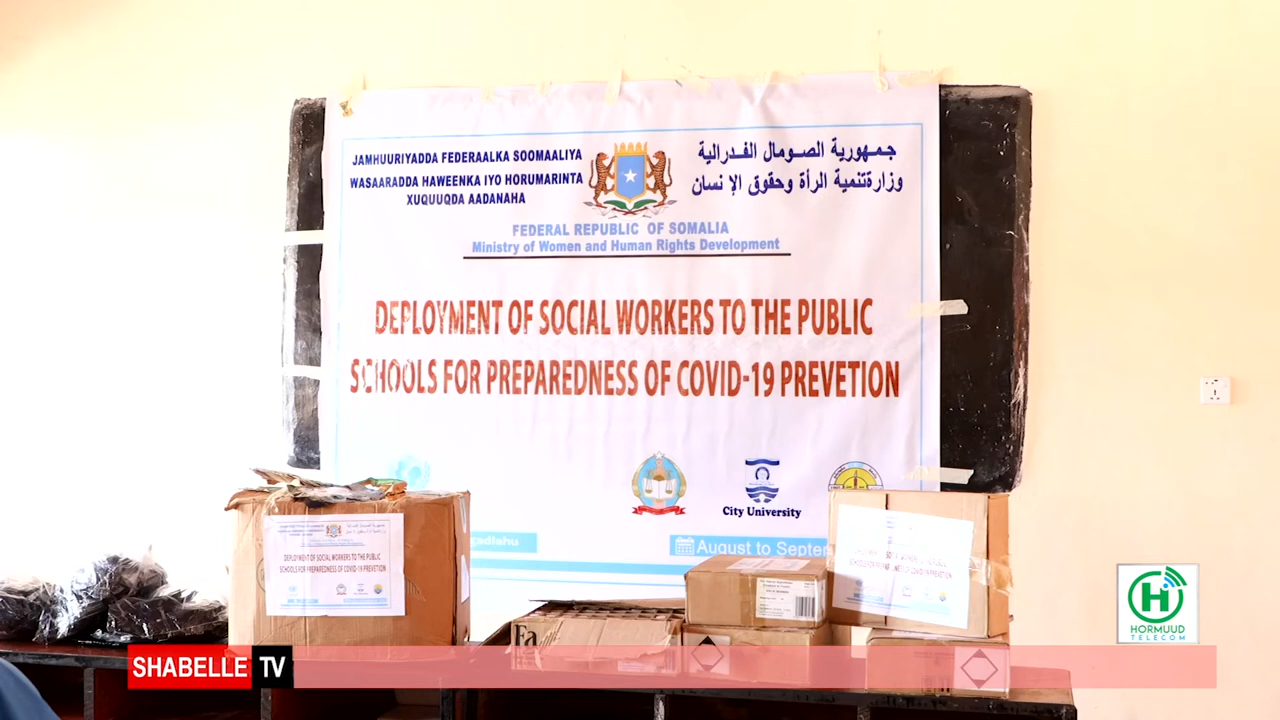 JAMHUURIYADDA FEDERAALKA SOOMAALIYA
WASAARADDA HAWEENKA IYO HORUMARINTA
XUQUUQDA AADANAHA
جمهورية الصومال الفدرالية
وزارةتنمية الرأة وحقوق الإ نسان
FEDERAL REPUBLIC OF SOMALIA
Ministry of Women and Human Rights Development
DEPLOYMENT OF SOCIAL WORKERS TO THE PUBLIC
SCHOOLS FOR PREPAREDNESS OF COVID-19 PREVETION
City University
August to Septem
DEPLOYMENT OF SOCIAL WORKERS TO THE PUBLIC
SCHOOLS FOR PREPAREDNESS OF COVID-19 PREVETION
Fa
HORMUUD
TELECOM
SHABELLE TV